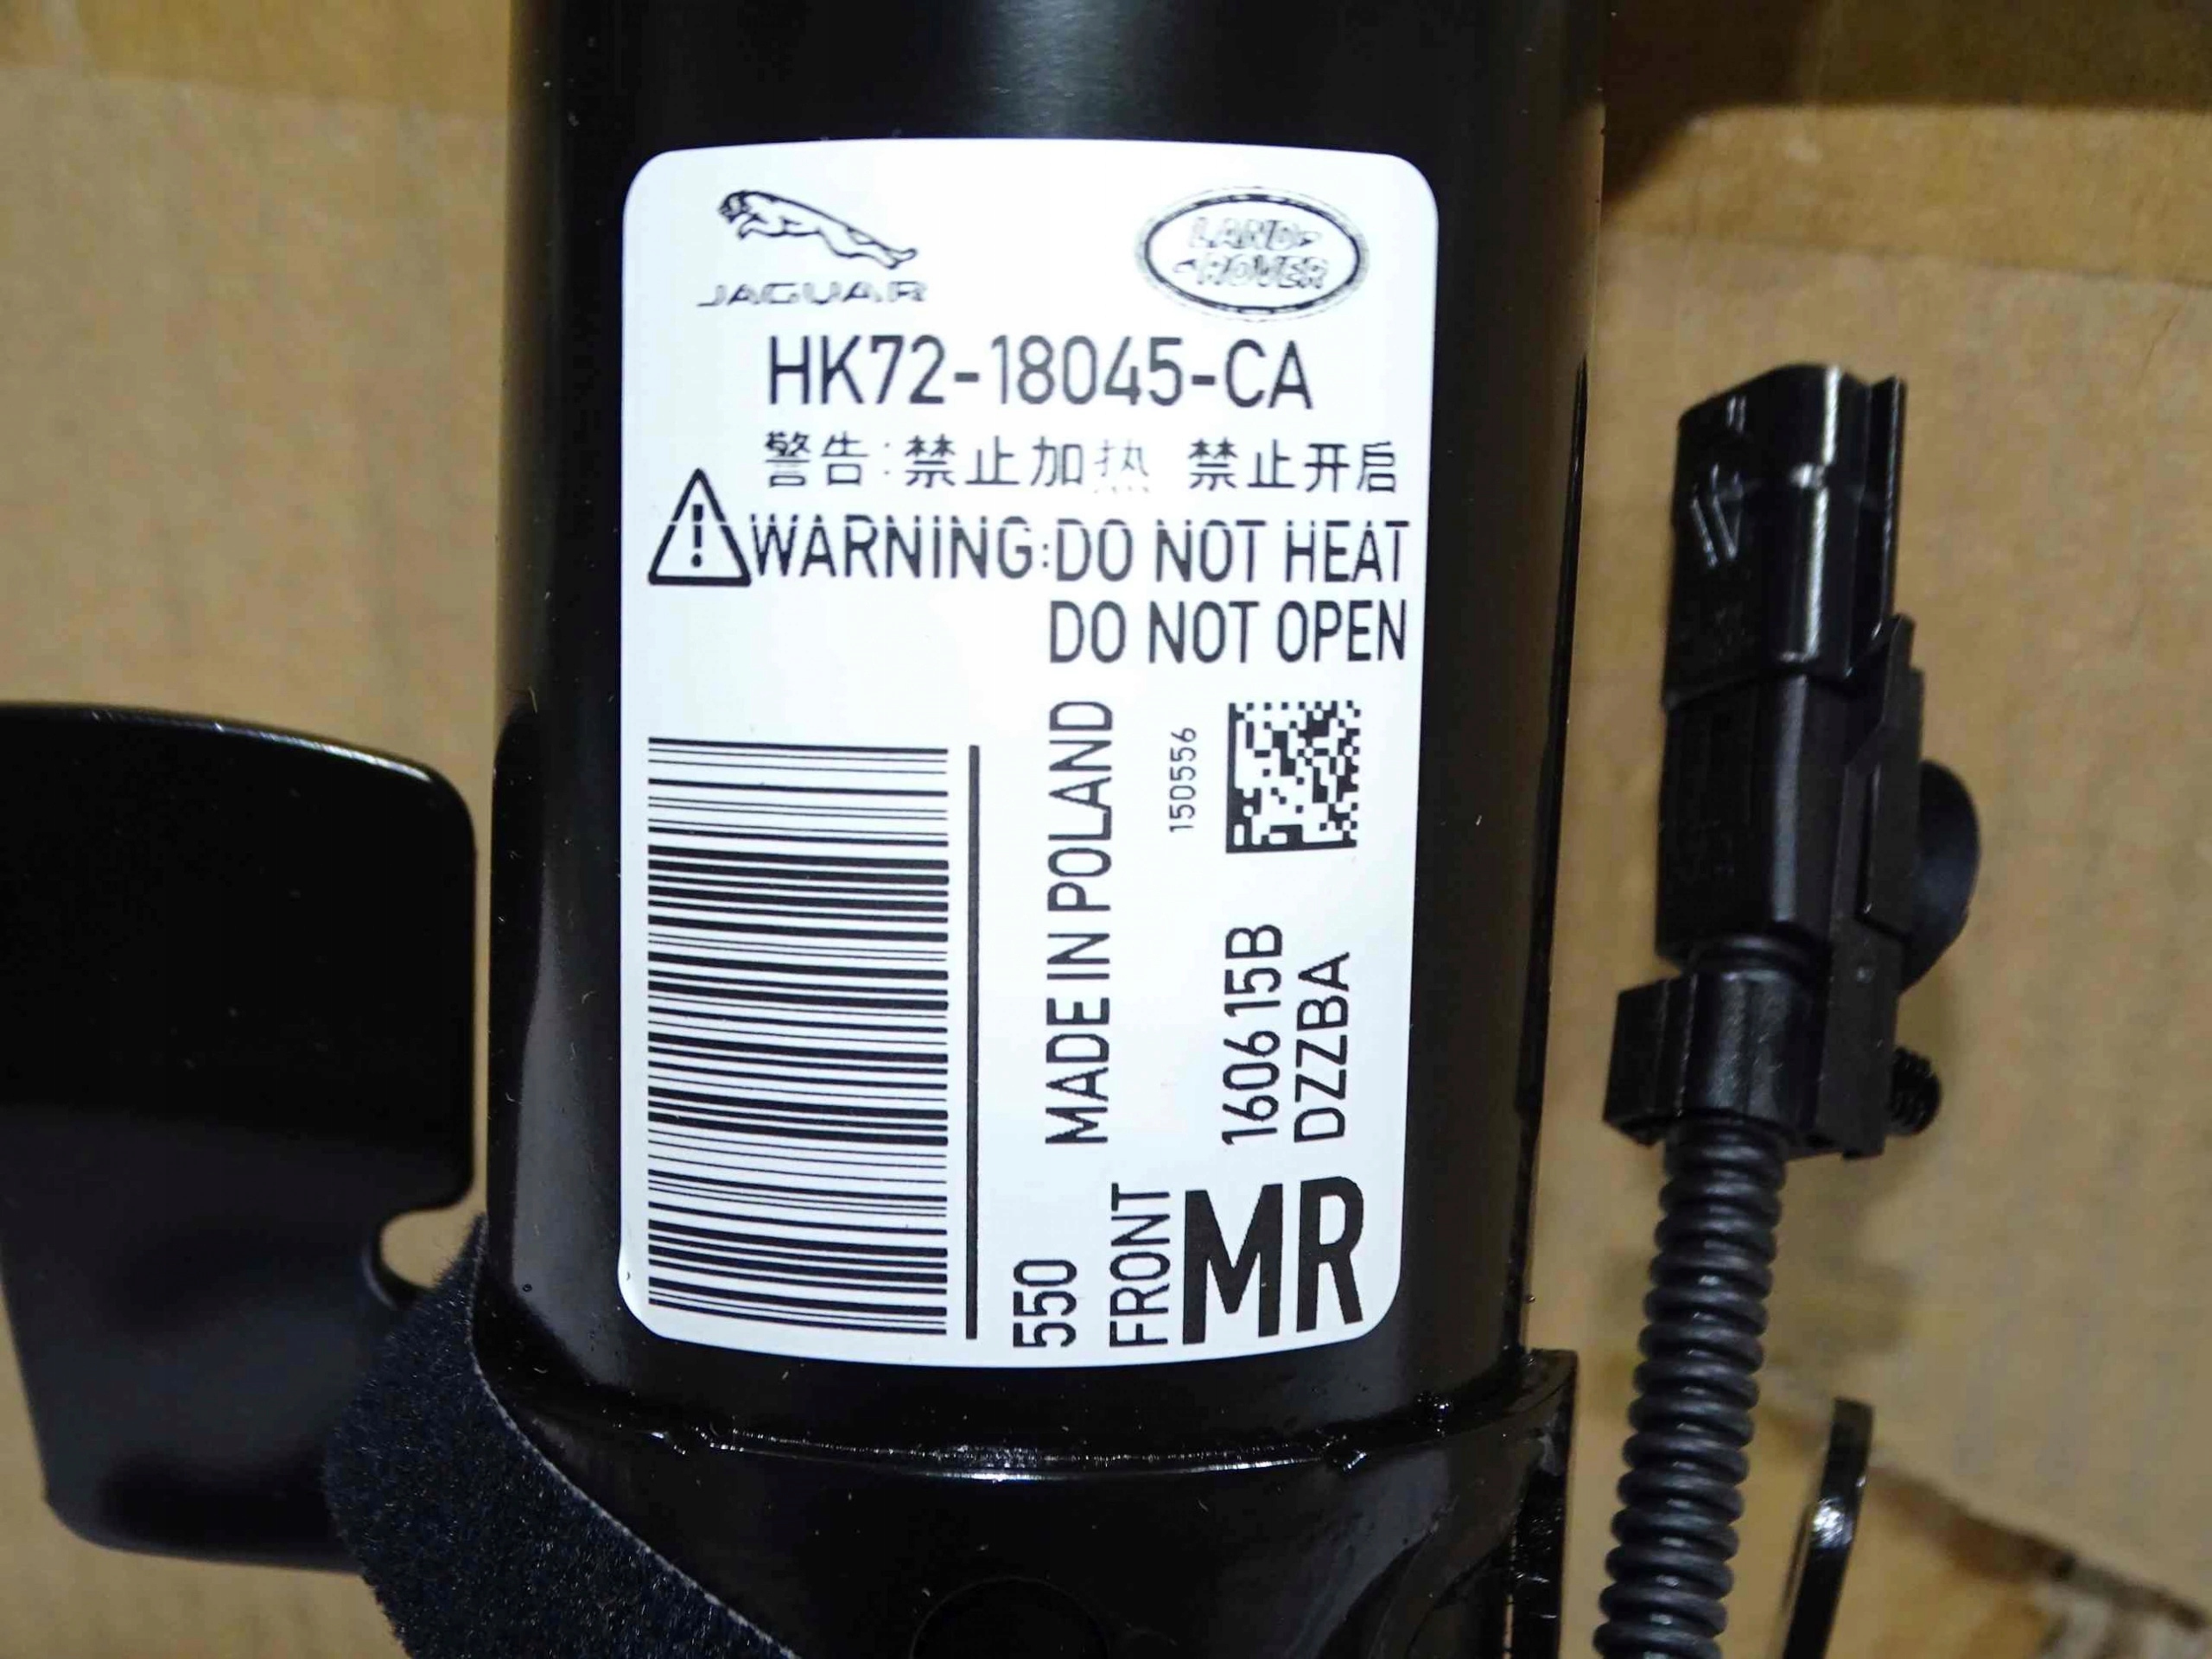 JAGUAR
LAND-
-ROVER
HK72-18045-CA
警告:禁止加热 禁止开启
WARNING:DO NOT HEAT
DO NOT OPEN
MADE IN POLAND
150556
160615B
DZZBA
550
FRONT
MR